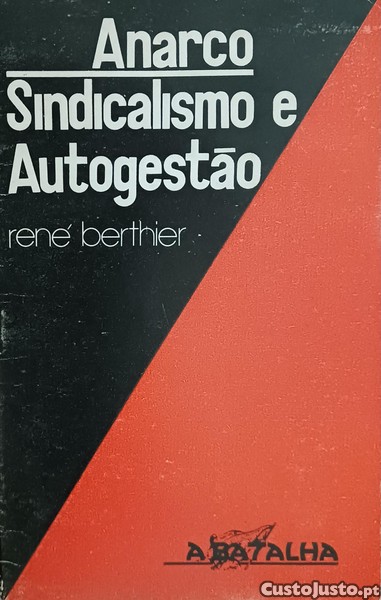 Anarco
Sindicalismo e
Autogestão
rené berthier
A BATALHA
CustoJusto.pt